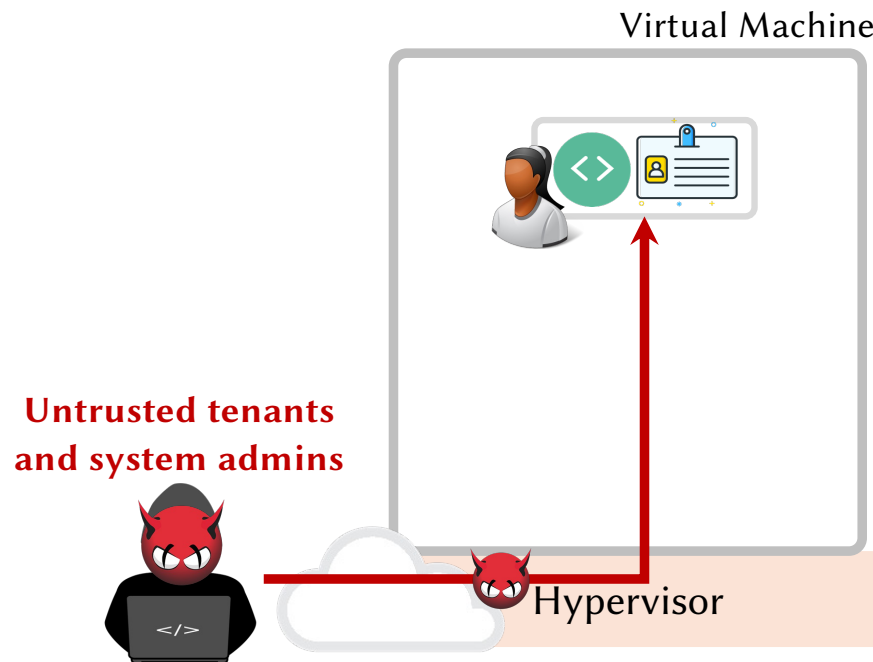 Virtual Machine
<>
Untrusted tenants
and system admins
Hypervisor
</>